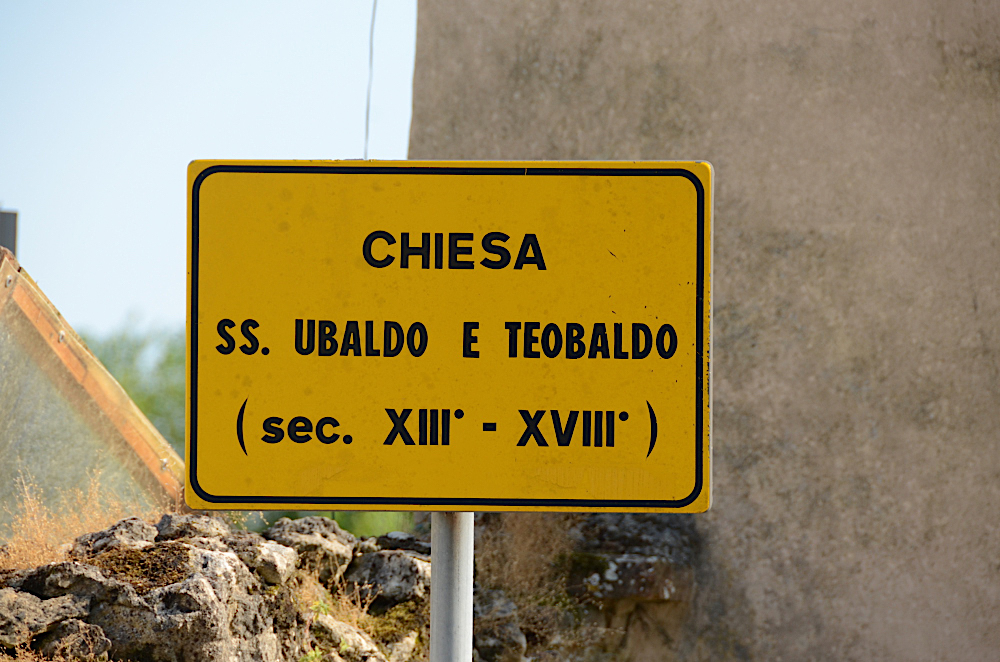 CHIESA
SS. UBALDO E TEOBALDO
(sec. XIII° - XVIII°)